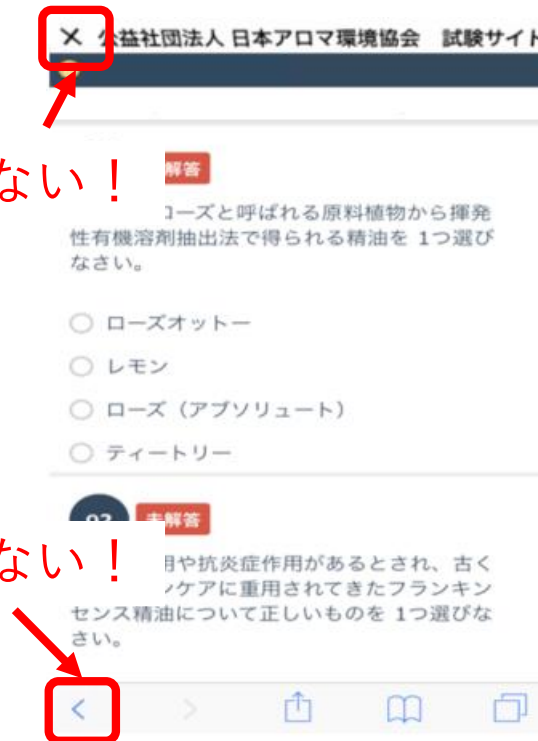 × 公益社団法人 日本アロマ環境協会 試験サイト
解答
ない!
ローズと呼ばれる原料植物から揮発
性有機溶剤抽出法で得られる精油を 1つ選び
なさい。
ローズオットー
レモン
ローズ（アブソリュート）
ティートリー
未解答
ない!
用や抗炎症作用があるとされ、古く
ンケアに重用されてきたフランキン
センス精油について正しいものを 1つ選びな
さい。